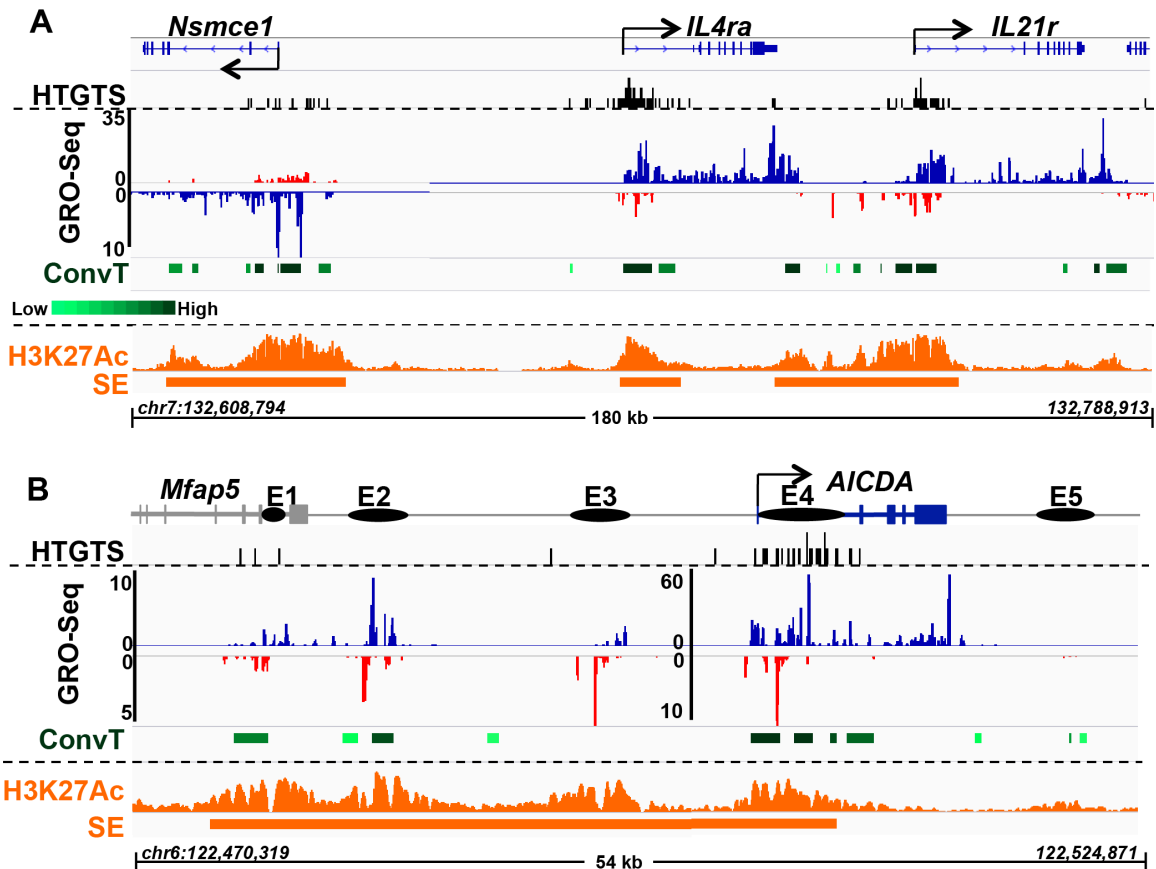 A
Nsmce1 IL4ra IL21r
HTGTS
35
0
0
10
GRO-Seq
ConvT
Low High
H3K27Ac
SE
chr7:132,608,794 180 kb 132,788,913
B
Mfap5 E1 E2 E3 E4 AICDA E5
HTGTS
10 60
0 0
0 0
5 10
GRO-Seq
ConvT
H3K27Ac
SE
chr6:122,470,319 54 kb 122,524,871